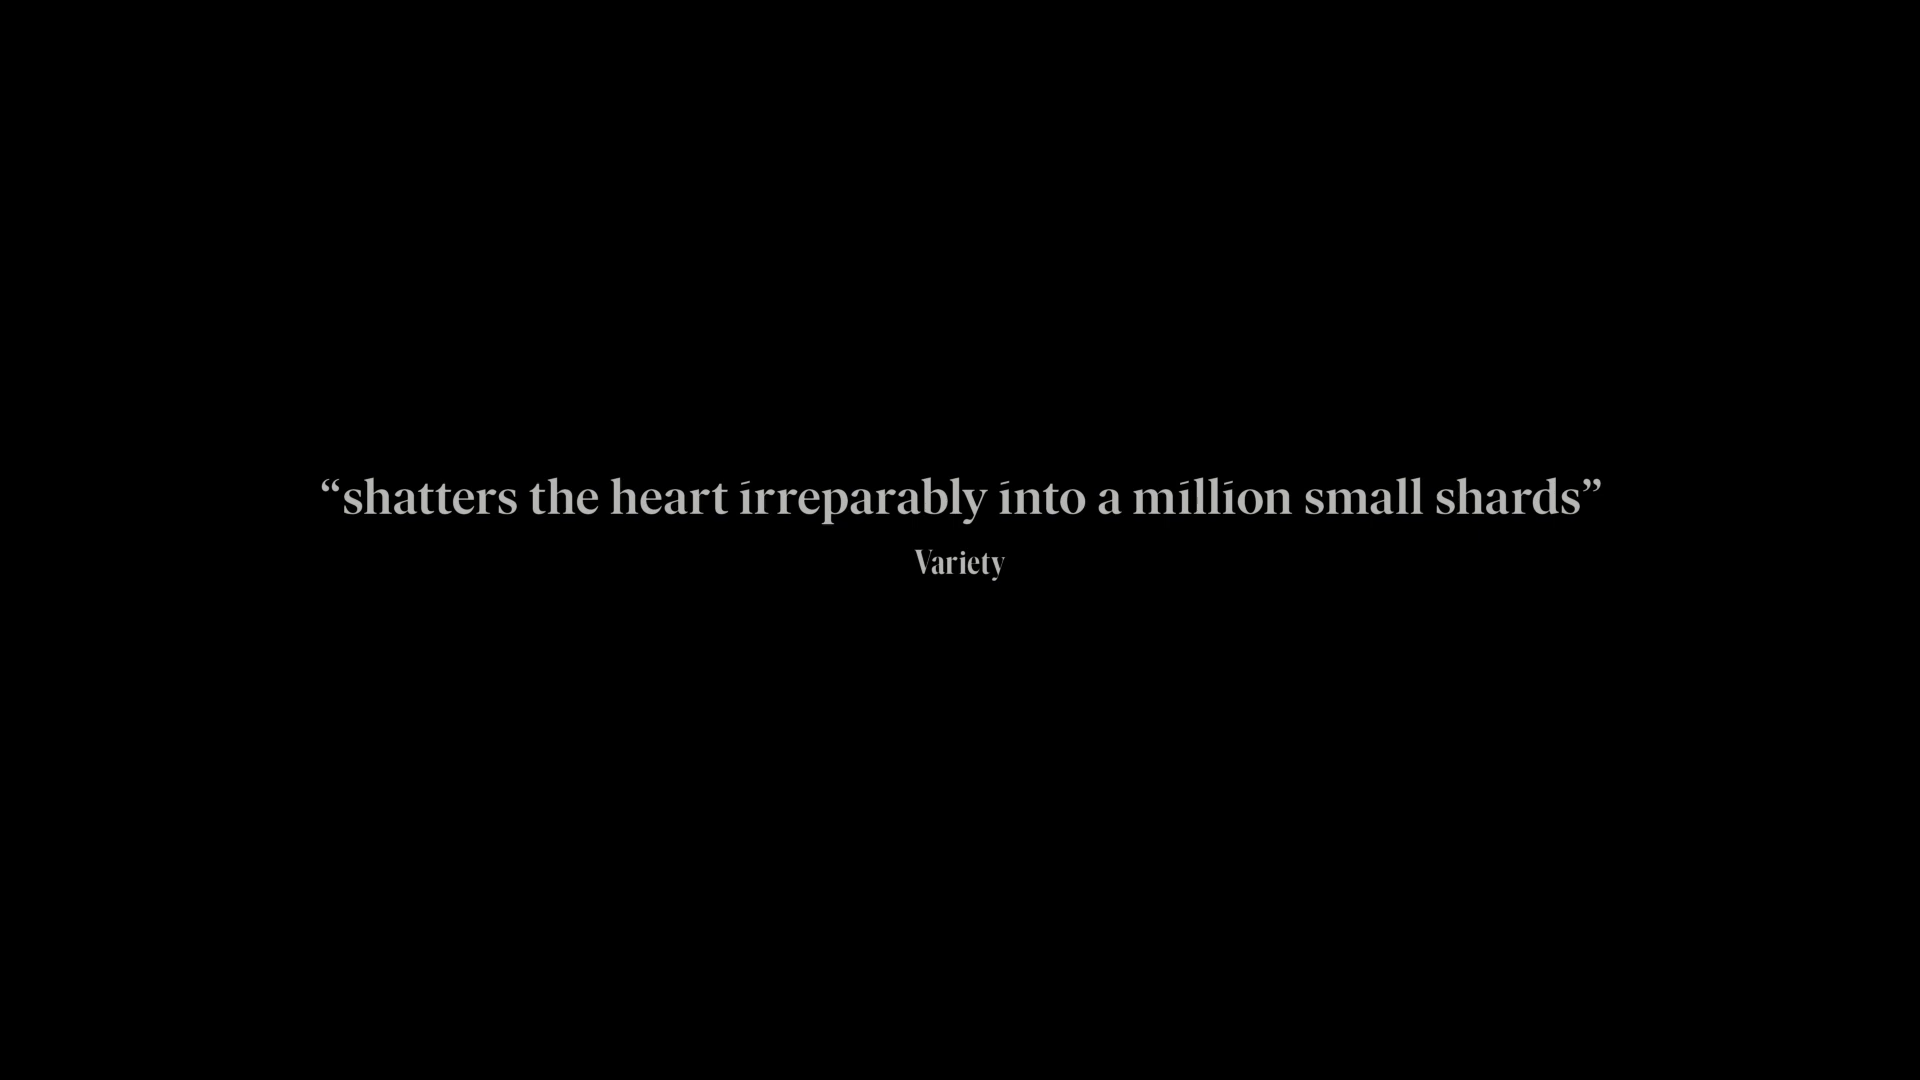 “shatters the heart irreparably into a million small shards”
Variety